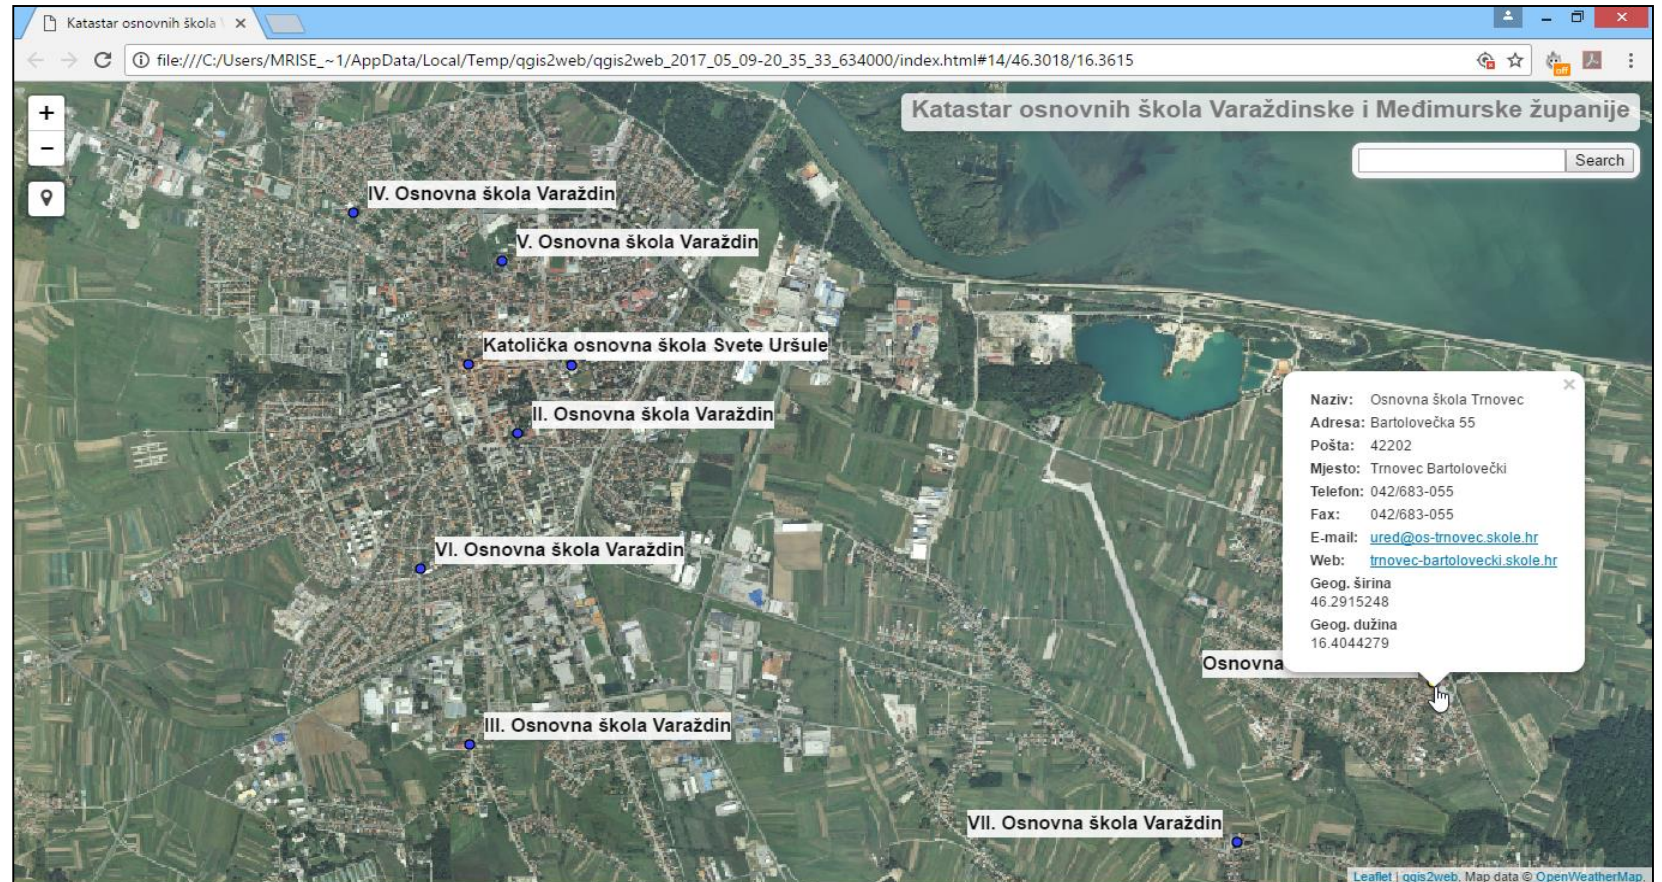 Katastar osnovnih škola V
file:///C:/Users/MRISE_~1/AppData/Local/Temp/qgis2web/qgis2web_2017_05_09-20_35_33_634000/index.html#14/46.3018/16.3615
off
+
−
Katastar osnovnih škola Varaždinske i Međimurske županije
Search
IV. Osnovna škola Varaždin
V. Osnovna škola Varaždin
Katolička osnovna škola Svete Uršule
II. Osnovna škola Varaždin
VI. Osnovna škola Varaždin
III. Osnovna škola Varaždin
VII. Osnovna škola Varaždin
Osnovna
Naziv: Osnovna škola Trnovec
Adresa: Bartolovečka 55
Pošta: 42202
Mjesto: Trnovec Bartolovečki
Telefon: 042/683-055
Fax: 042/683-055
E-mail: ured@os-trnovec.skole.hr
Web: trnovec-bartolovecki.skole.hr
Geog. širina
46.2915248
Geog. dužina
16.4044279
Leaflet | qgis2web, Map data © OpenWeatherMap.